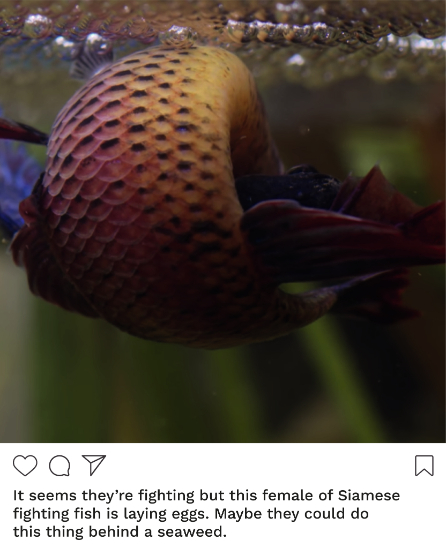 It seems they’re fighting but this female of Siamese
fighting fish is laying eggs. Maybe they could do
this thing behind a seaweed.